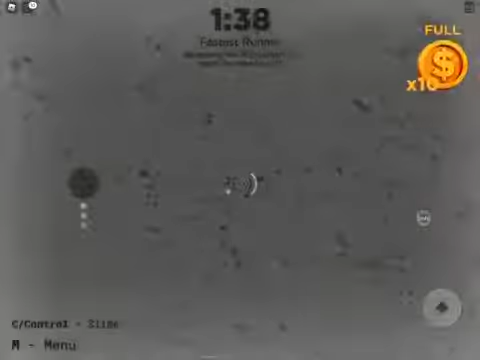 1:38
Fastest Runner
FULL
$
x10
C/Control - Slide
M - Menu